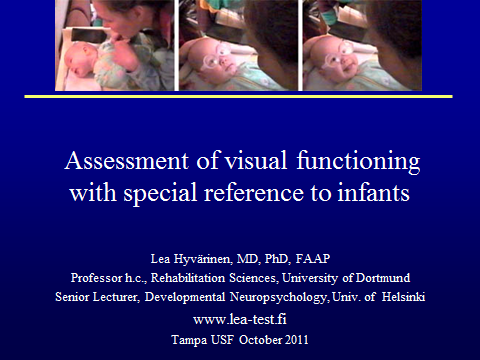 Assessment of visual functioning
with special reference to infants
Lea Hyvärinen, MD, PhD, FAAP
Professor h.c., Rehabilitation Sciences, University of Dortmund
Senior Lecturer, Developmental Neuropsychology, Univ. of Helsinki
www.lea-test.fi
Tampa USF October 2011